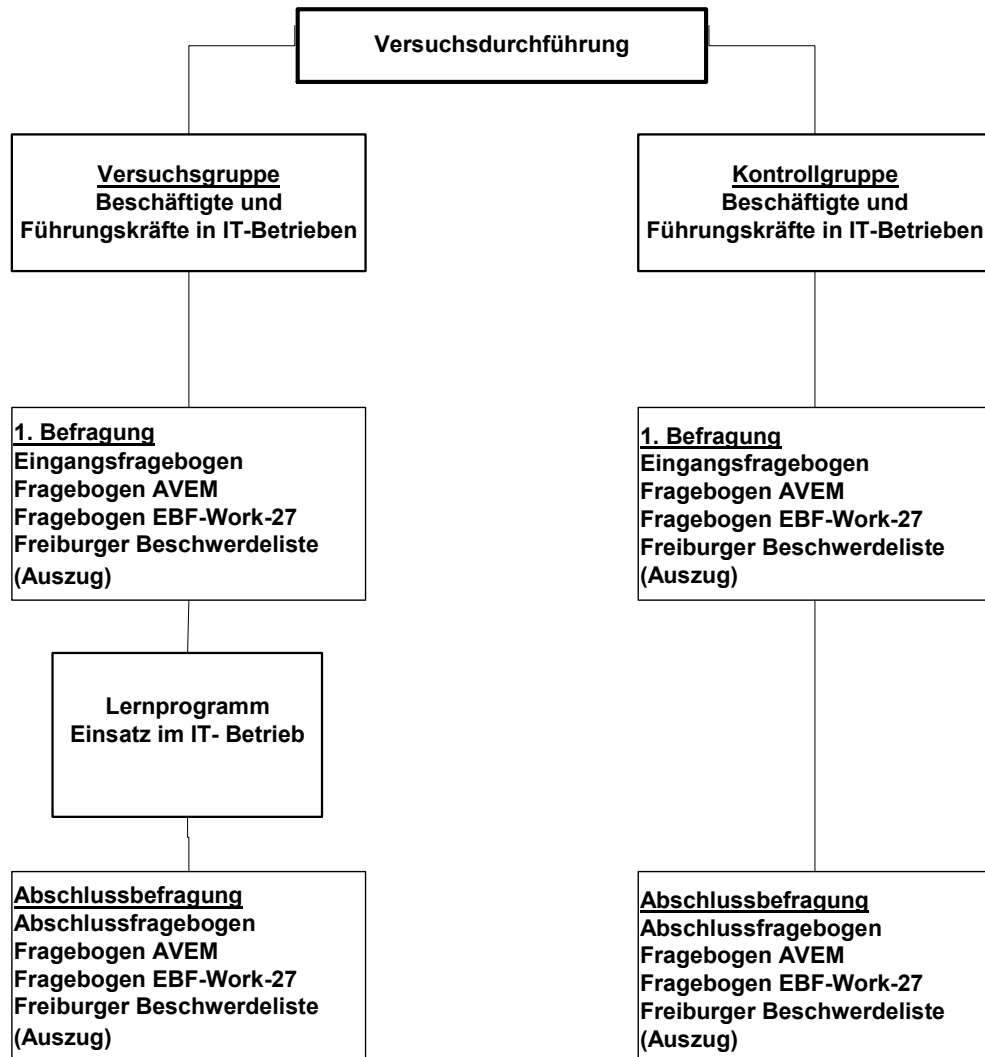 Versuchsdurchführung
Versuchsgruppe
Beschäftigte und
Führungskräfte in IT-Betrieben
Kontrollgruppe
Beschäftigte und
Führungskräfte in IT-Betrieben
1. Befragung
Eingangsfragebogen
Fragebogen AVEM
Fragebogen EBF-Work-27
Freiburger Beschwerdeliste
(Auszug)
1. Befragung
Eingangsfragebogen
Fragebogen AVEM
Fragebogen EBF-Work-27
Freiburger Beschwerdeliste
(Auszug)
Lernprogramm
Einsatz im IT- Betrieb
Abschlussbefragung
Abschlussfragebogen
Fragebogen AVEM
Fragebogen EBF-Work-27
Freiburger Beschwerdeliste
(Auszug)
Abschlussbefragung
Abschlussfragebogen
Fragebogen AVEM
Fragebogen EBF-Work-27
Freiburger Beschwerdeliste
(Auszug)